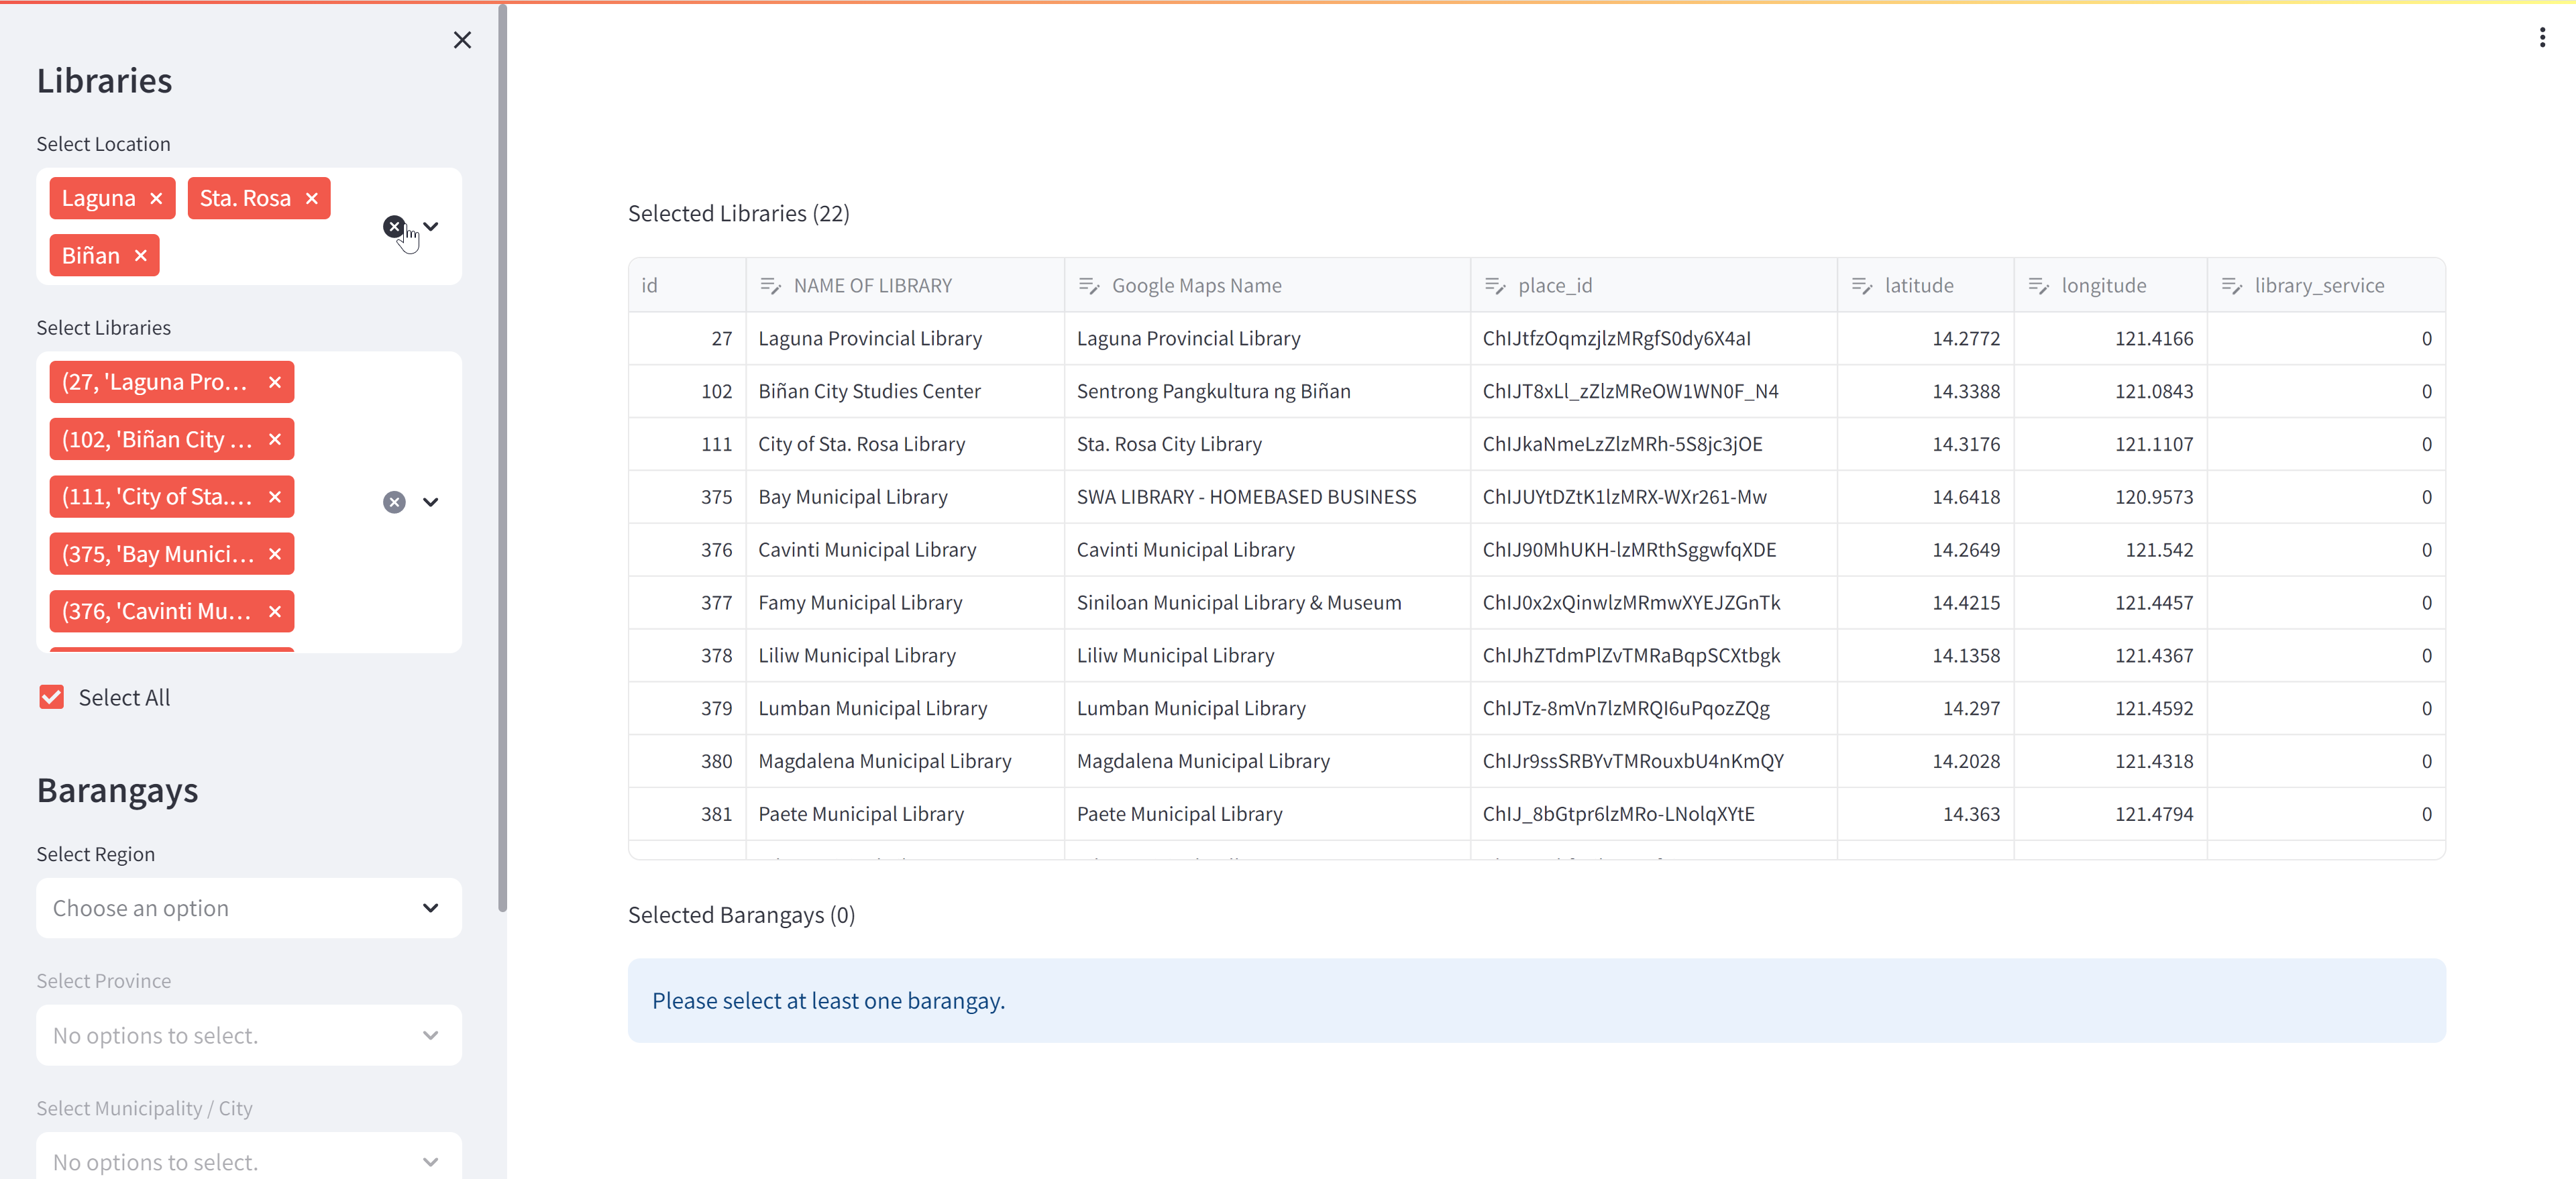 Libraries
Select Location
Laguna
Sta. Rosa
Biñan
Select Libraries
(27, 'Laguna Pro...
(102, 'Biñan City ...
(111, 'City of Sta....
(375, 'Bay Munici...
(376, 'Cavinti Mu...
Select All
Barangays
Select Region
Choose an option
Select Province
No options to select.
Select Municipality / City
No options to select.
Selected Libraries (22)
id NAME OF LIBRARY Google Maps Name place_id latitude longitude library_service
27 Laguna Provincial Library Laguna Provincial Library ChIJtfzOqmzjlzMRgfS0dy6X4aI 14.2772 121.4166 0
102 Biñan City Studies Center Sentrong Pangkultura ng Biñan ChIJT8xLl_zZlzMReOW1WN0F_N4 14.3388 121.0843 0
111 City of Sta. Rosa Library Sta. Rosa City Library ChIJkaNmeLzZlzMRh-5S8jc3jOE 14.3176 121.1107 0
375 Bay Municipal Library SWA LIBRARY - HOMEBASED BUSINESS ChIJUYtDZtK1lzMRX-WXr261-Mw 14.6418 120.9573 0
376 Cavinti Municipal Library Cavinti Municipal Library ChIJ90MhUKH-lzMRthSggwfqXDE 14.2649 121.542 0
377 Famy Municipal Library Siniloan Municipal Library & Museum ChIJ0x2xQinwlzMRmwXYEJZGnTk 14.4215 121.4457 0
378 Liliw Municipal Library Liliw Municipal Library ChIJhZTdmPlZvTMRaBqpSCXtbgk 14.1358 121.4367 0
379 Lumban Municipal Library Lumban Municipal Library ChIJTz-8mVn7lzMRQI6uPqozZQg 14.297 121.4592 0
380 Magdalena Municipal Library Magdalena Municipal Library ChIJr9ssSRBYvTMRouxbU4nKmQY 14.2028 121.4318 0
381 Paete Municipal Library Paete Municipal Library ChIJ_8bGtpr6lzMRo-LNolqXYtE 14.363 121.4794 0
Selected Barangays (0)
Please select at least one barangay.